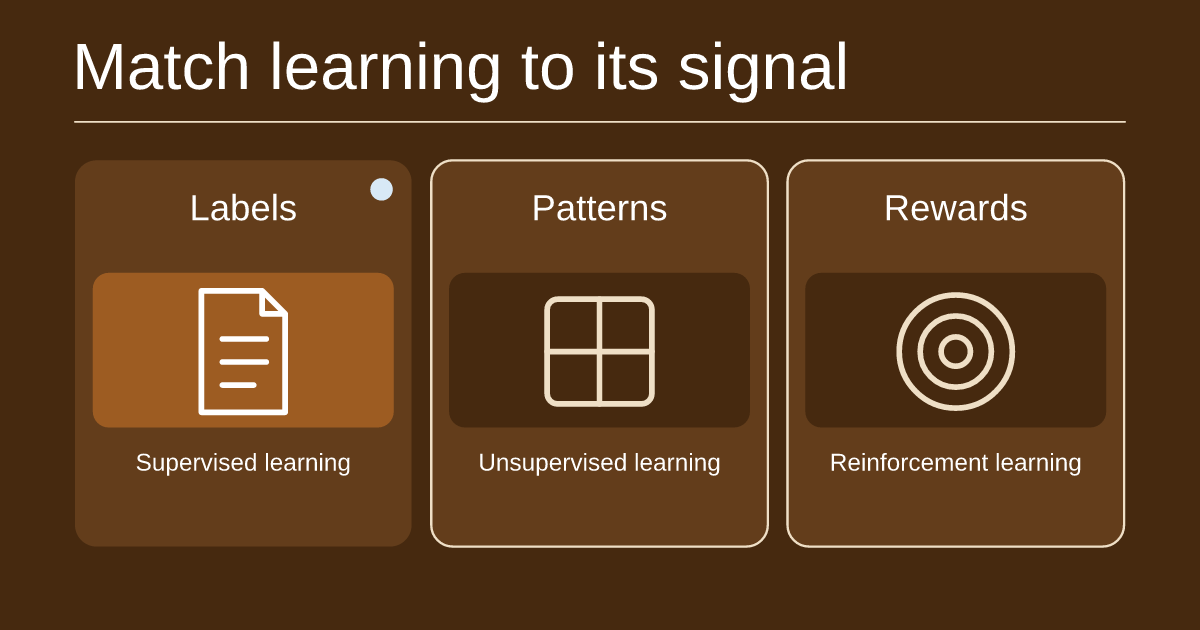 Match learning to its signal
Labels
Patterns
Rewards
Supervised learning
Unsupervised learning
Reinforcement learning